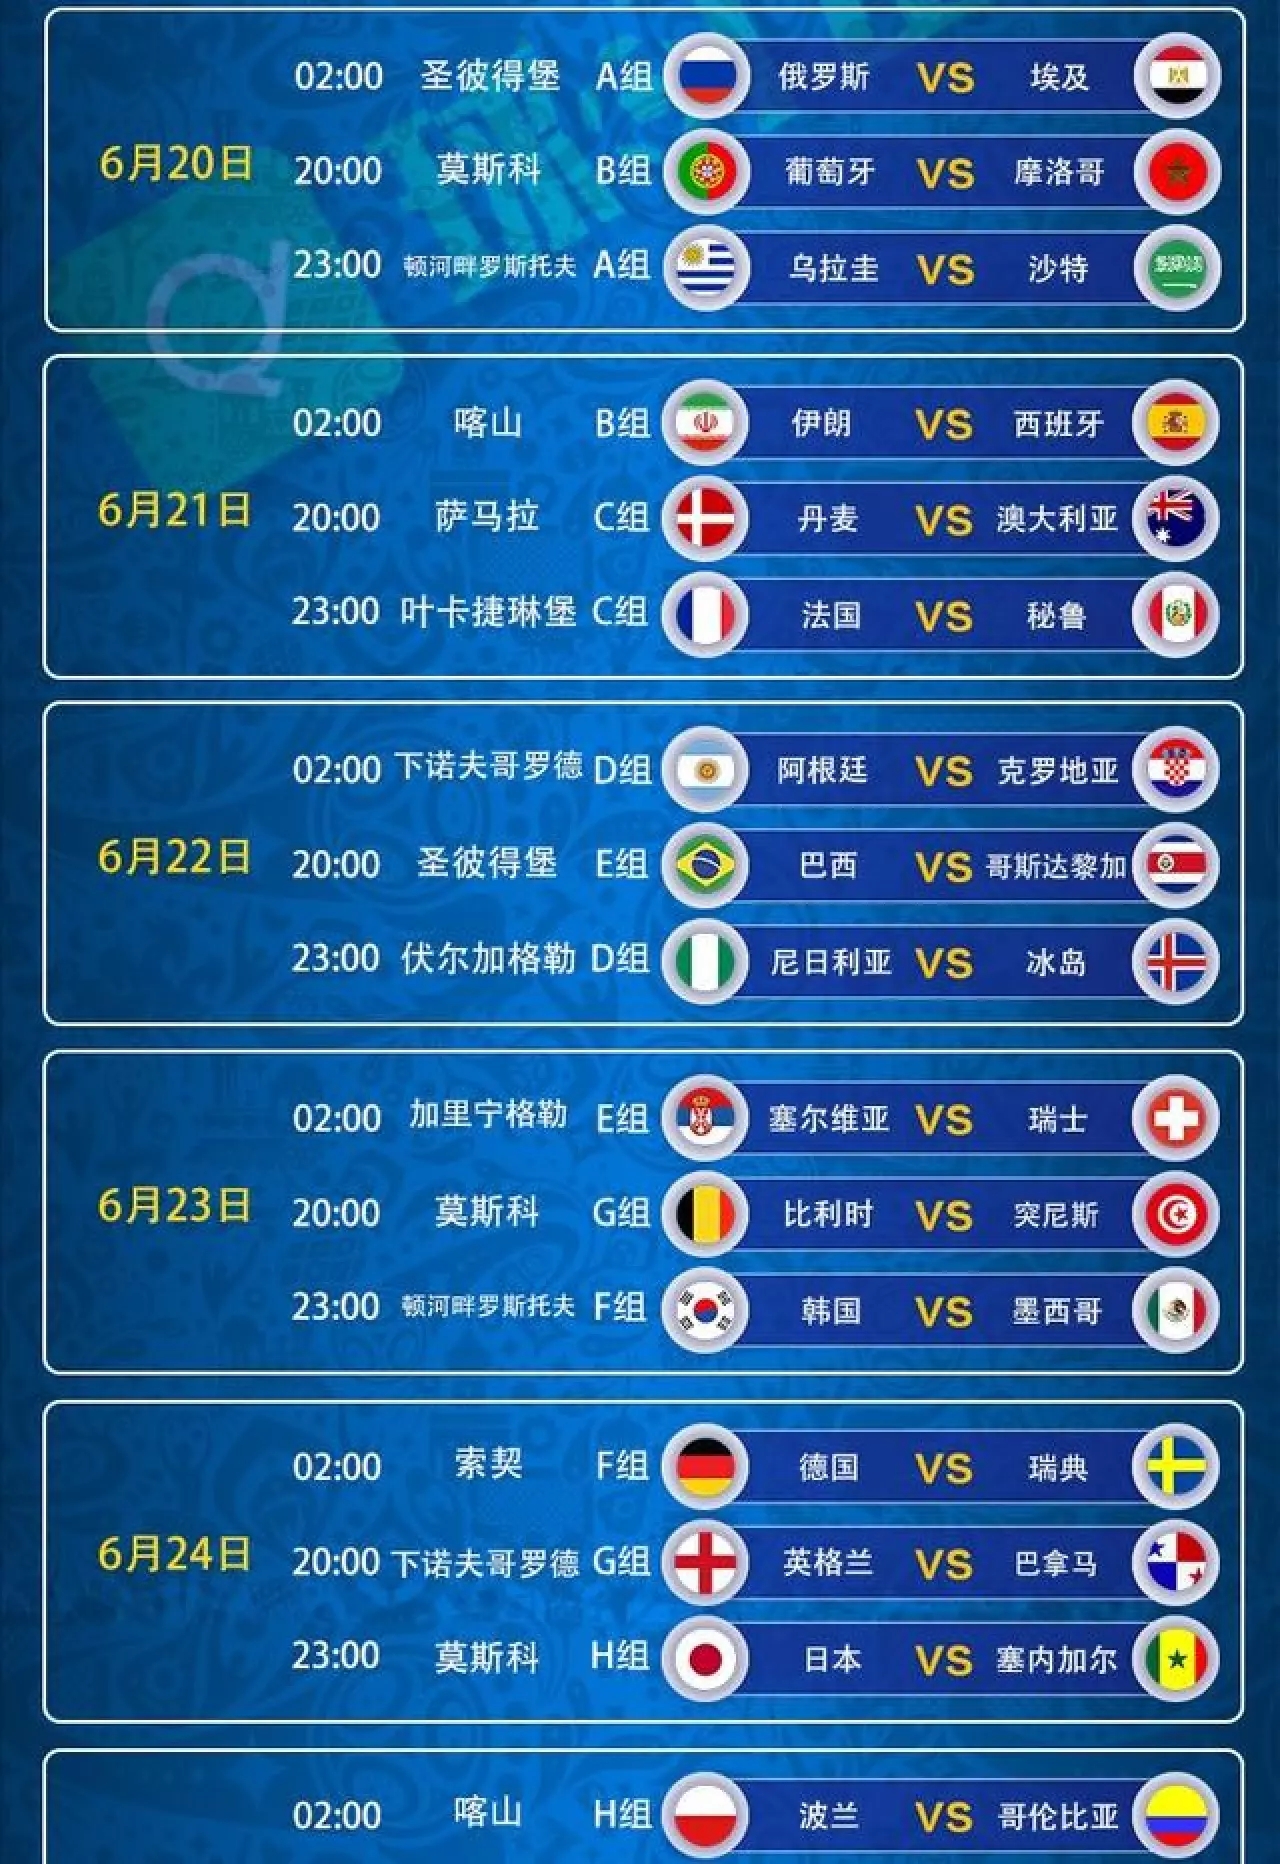 02:00 圣彼得堡 A组 俄罗斯 VS 埃及
6月20日 20:00 莫斯科 B组 葡萄牙 VS 摩洛哥
23:00 顿河畔罗斯托夫 A组 乌拉圭 VS 沙特
02:00 喀山 B组 伊朗 VS 西班牙
6月21日 20:00 萨马拉 C组 丹麦 VS 澳大利亚
23:00 叶卡捷琳堡 C组 法国 VS 秘鲁
02:00 下诺夫哥罗德 D组 阿根廷 VS 克罗地亚
6月22日 20:00 圣彼得堡 E组 巴西 VS 哥斯达黎加
23:00 伏尔加格勒 D组 尼日利亚 VS 冰岛
02:00 加里宁格勒 E组 塞尔维亚 VS 瑞士
6月23日 20:00 莫斯科 G组 比利时 VS 突尼斯
23:00 顿河畔罗斯托夫 F组 韩国 VS 墨西哥
02:00 索契 F组 德国 VS 瑞典
6月24日 20:00 下诺夫哥罗德 G组 英格兰 VS 巴拿马
23:00 莫斯科 H组 日本 VS 塞内加尔
02:00 喀山 H组 波兰 VS 哥伦比亚